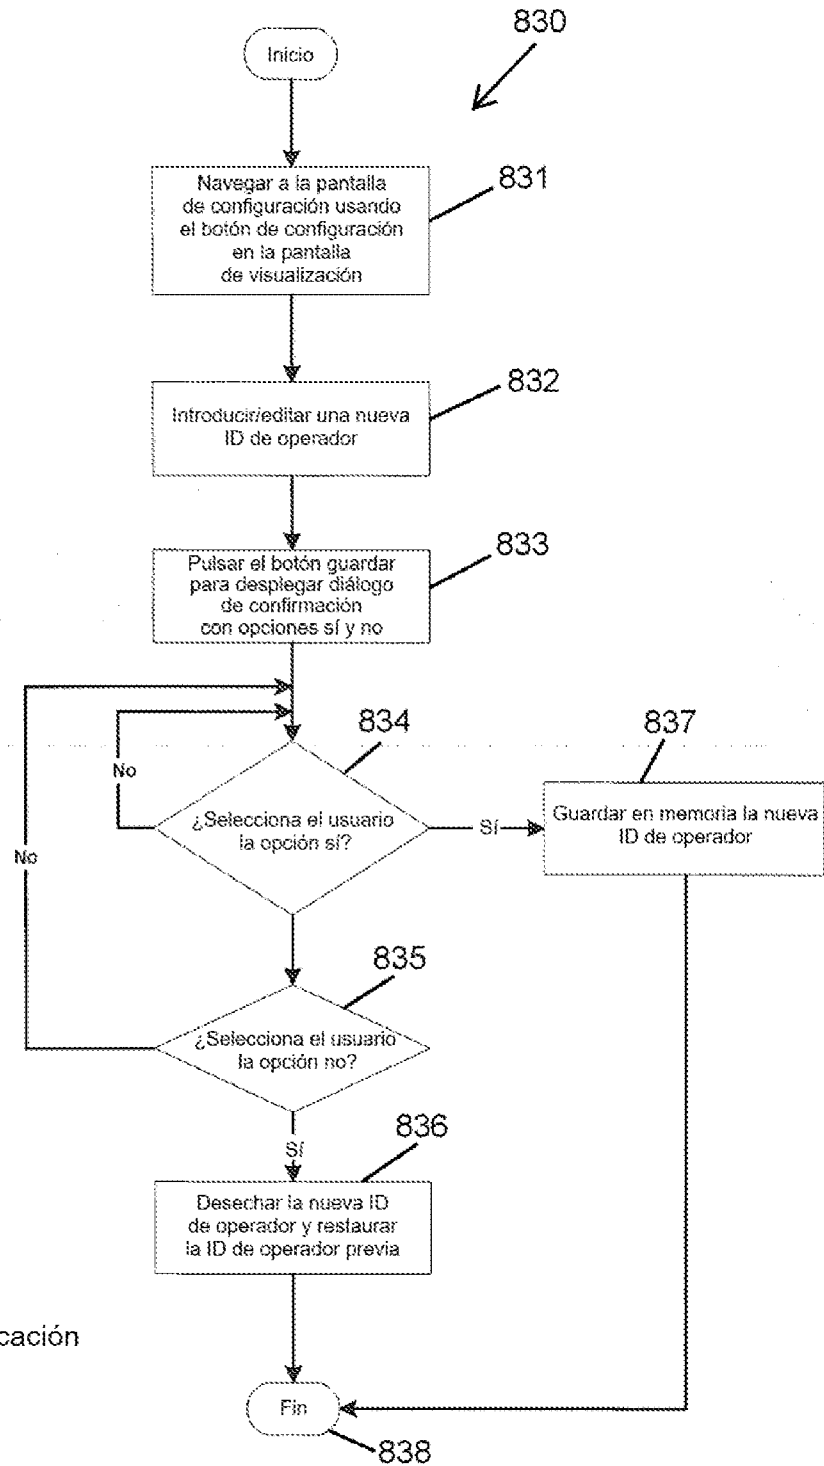 830
Inicio
831
Navegar a la pantalla
de configuración usando
el botón de configuración
en la pantalla
de visualización
832
Introducir/editar una nueva
ID de operador
833
Pulsar el botón guardar
para desplegar diálogo
de confirmación
con opciones sí y no
834
No
¿Selecciona el usuario
la opción sí?
Sí
837
Guardar en memoria la nueva
ID de operador
No
835
¿Selecciona el usuario
la opción no?
Sí
836
Desechar la nueva ID
de operador y restaurar
la ID de operador previa
cación
Fin
838